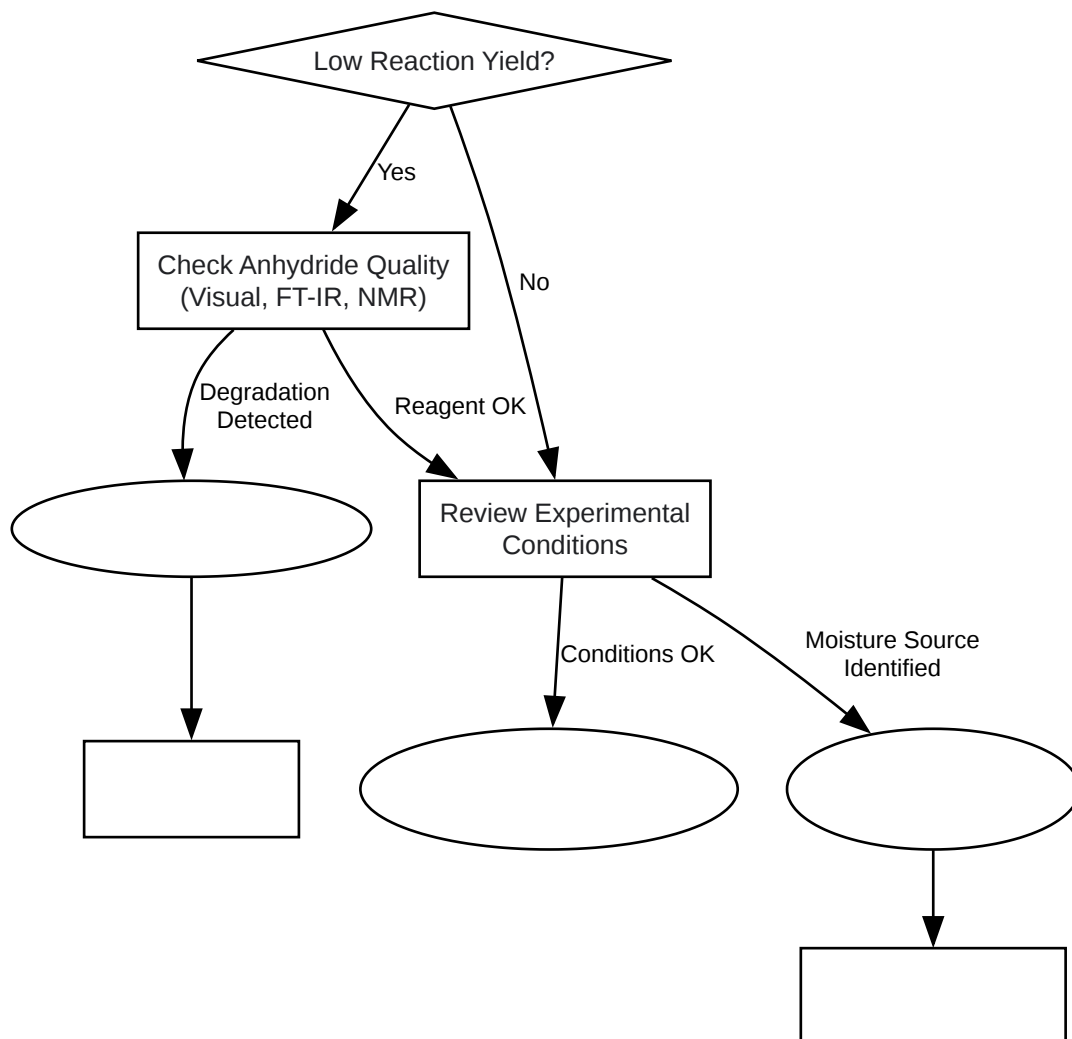 Low Reaction Yield?
Yes
Check Anhydride Quality
(Visual, FT-IR, NMR)
No
Degradation
Detected
Reagent OK
Review Experimental
Conditions
Conditions OK
Moisture Source
Identified